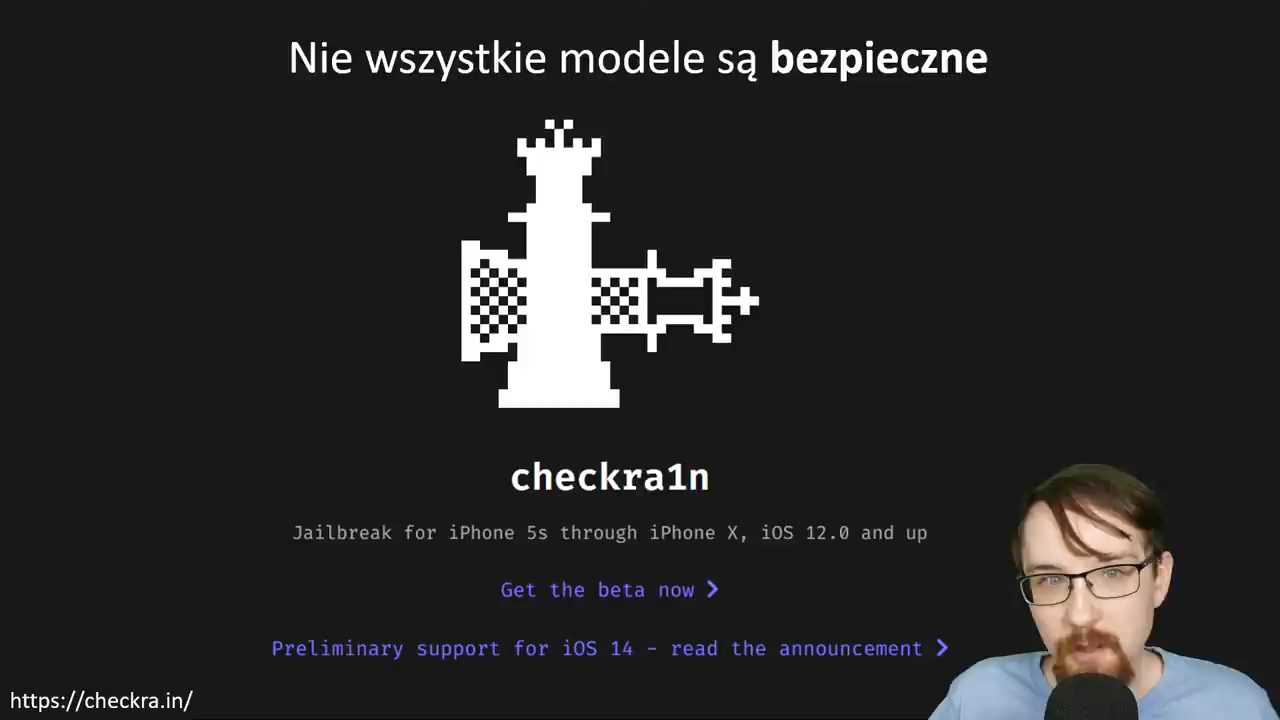 Nie wszystkie modele są bezpieczne
checkra1n
Jailbreak for iPhone 5s through iPhone X, iOS 12.0 and up
Get the beta now
Preliminary support for iOS 14 - read the announcement
https://checkra.in/